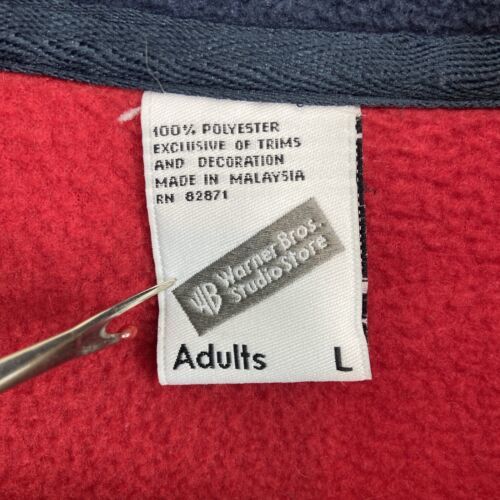 100% POLYESTER
EXCLUSIVE OF TRIMS
AND DECORATION
MADE IN MALAYSIA
RN 82871
WB Warner Bros.
Studio Store
Adults L